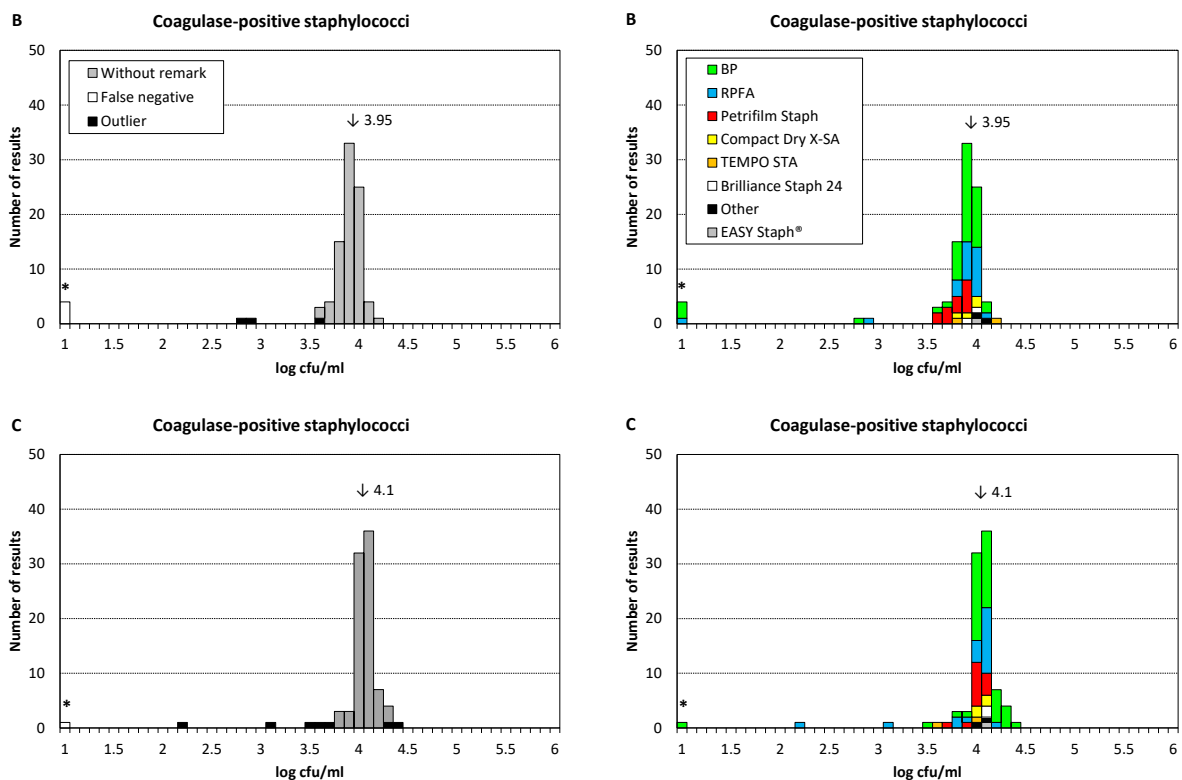 B
Coagulase-positive staphylococci
50
40
30
20
10
0
Number of results
Without remark
False negative
Outlier
↓ 3.95
*
1 1.5 2 2.5 3 3.5 4 4.5 5 5.5 6
log cfu/ml
B
Coagulase-positive staphylococci
50
40
30
20
10
0
Number of results
BP
RPFA
Petrifilm Staph
Compact Dry X-SA
TEMPO STA
Brilliance Staph 24
Other
EASY Staph®
↓ 3.95
*
1 1.5 2 2.5 3 3.5 4 4.5 5 5.5 6
log cfu/ml
C
Coagulase-positive staphylococci
50
40
30
20
10
0
Number of results
↓ 4.1
*
1 1.5 2 2.5 3 3.5 4 4.5 5 5.5 6
log cfu/ml
C
Coagulase-positive staphylococci
50
40
30
20
10
0
Number of results
↓ 4.1
*
1 1.5 2 2.5 3 3.5 4 4.5 5 5.5 6
log cfu/ml